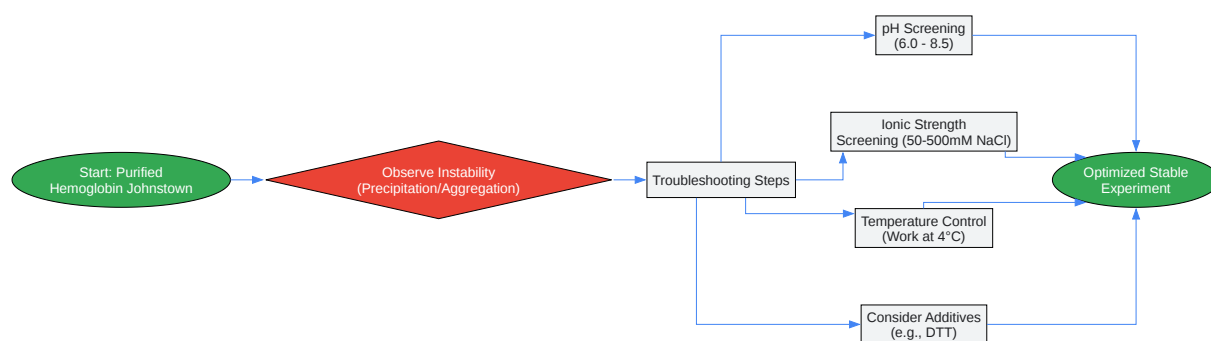 Start: Purified
Hemoglobin Johnstown
Observe Instability
(Precipitation/Aggregation)
Troubleshooting Steps
pH Screening
(6.0 - 8.5)
Ionic Strength
Screening (50-500mM NaCl)
Temperature Control
(Work at 4°C)
Consider Additives
(e.g., DTT)
Optimized Stable
Experiment